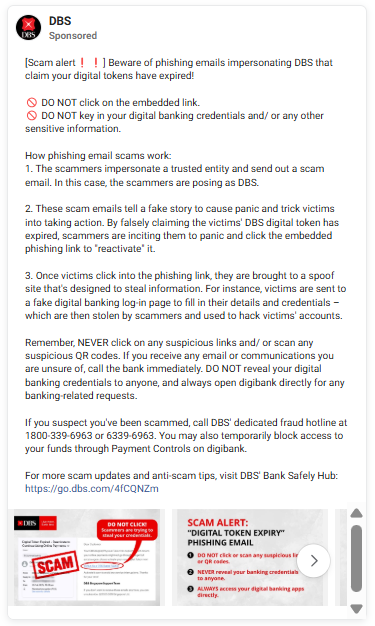 DBS
Sponsored
[Scam alert❗❗] Beware of phishing emails impersonating DBS that
claim your digital tokens have expired!
🚫 DO NOT click on the embedded link.
🚫 DO NOT key in your digital banking credentials and/ or any other
sensitive information.
How phishing email scams work:
1. The scammers impersonate a trusted entity and send out a scam
email. In this case, the scammers are posing as DBS.
2. These scam emails tell a fake story to cause panic and trick victims
into taking action. By falsely claiming the victims' DBS digital token has
expired, scammers are inciting them to panic and click the embedded
phishing link to "reactivate" it.
3. Once victims click into the phishing link, they are brought to a spoof
site that's designed to steal information. For instance, victims are sent to
a fake digital banking log-in page to fill in their details and credentials –
which are then stolen by scammers and used to hack victims' accounts.
Remember, NEVER click on any suspicious links and/ or scan any
suspicious QR codes. If you receive any email or communications you
are unsure of, call the bank immediately. DO NOT reveal your digital
banking credentials to anyone, and always open digibank directly for any
banking-related requests.
If you suspect you've been scammed, call DBS' dedicated fraud hotline at
1800-339-6963 or 6339-6963. You may also temporarily block access to
your funds through Payment Controls on digibank.
For more scam updates and anti-scam tips, visit DBS' Bank Safely Hub:
https://go.dbs.com/4fCQNZm
DBS
DO NOT CLICK!
Scammers are trying to
steal your credentials.
SCAM
SCAM ALERT:
"DIGITAL TOKEN EXPIRY"
PHISHING EMAIL
1 DO NOT click or scan any suspicious
or QR codes.
2 NEVER reveal your banking credentials
to anyone.
3 ALWAYS access your digital banking apps
directly.